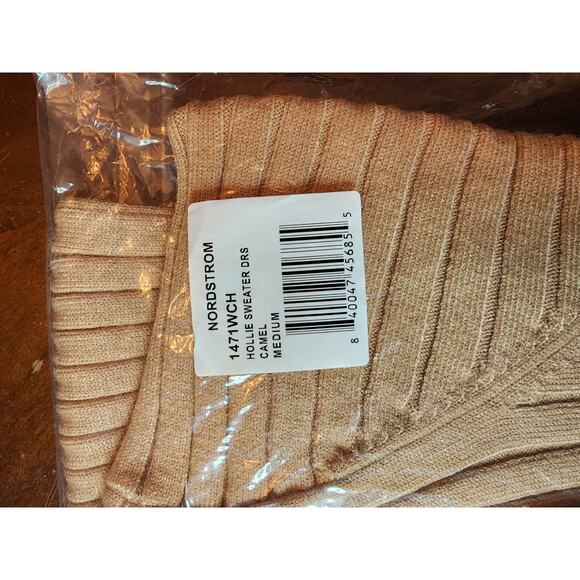 NORDSTROM
1471WCH
HOLLIE SWEATER DRS
CAMEL
MEDIUM
8 40047 45685 5